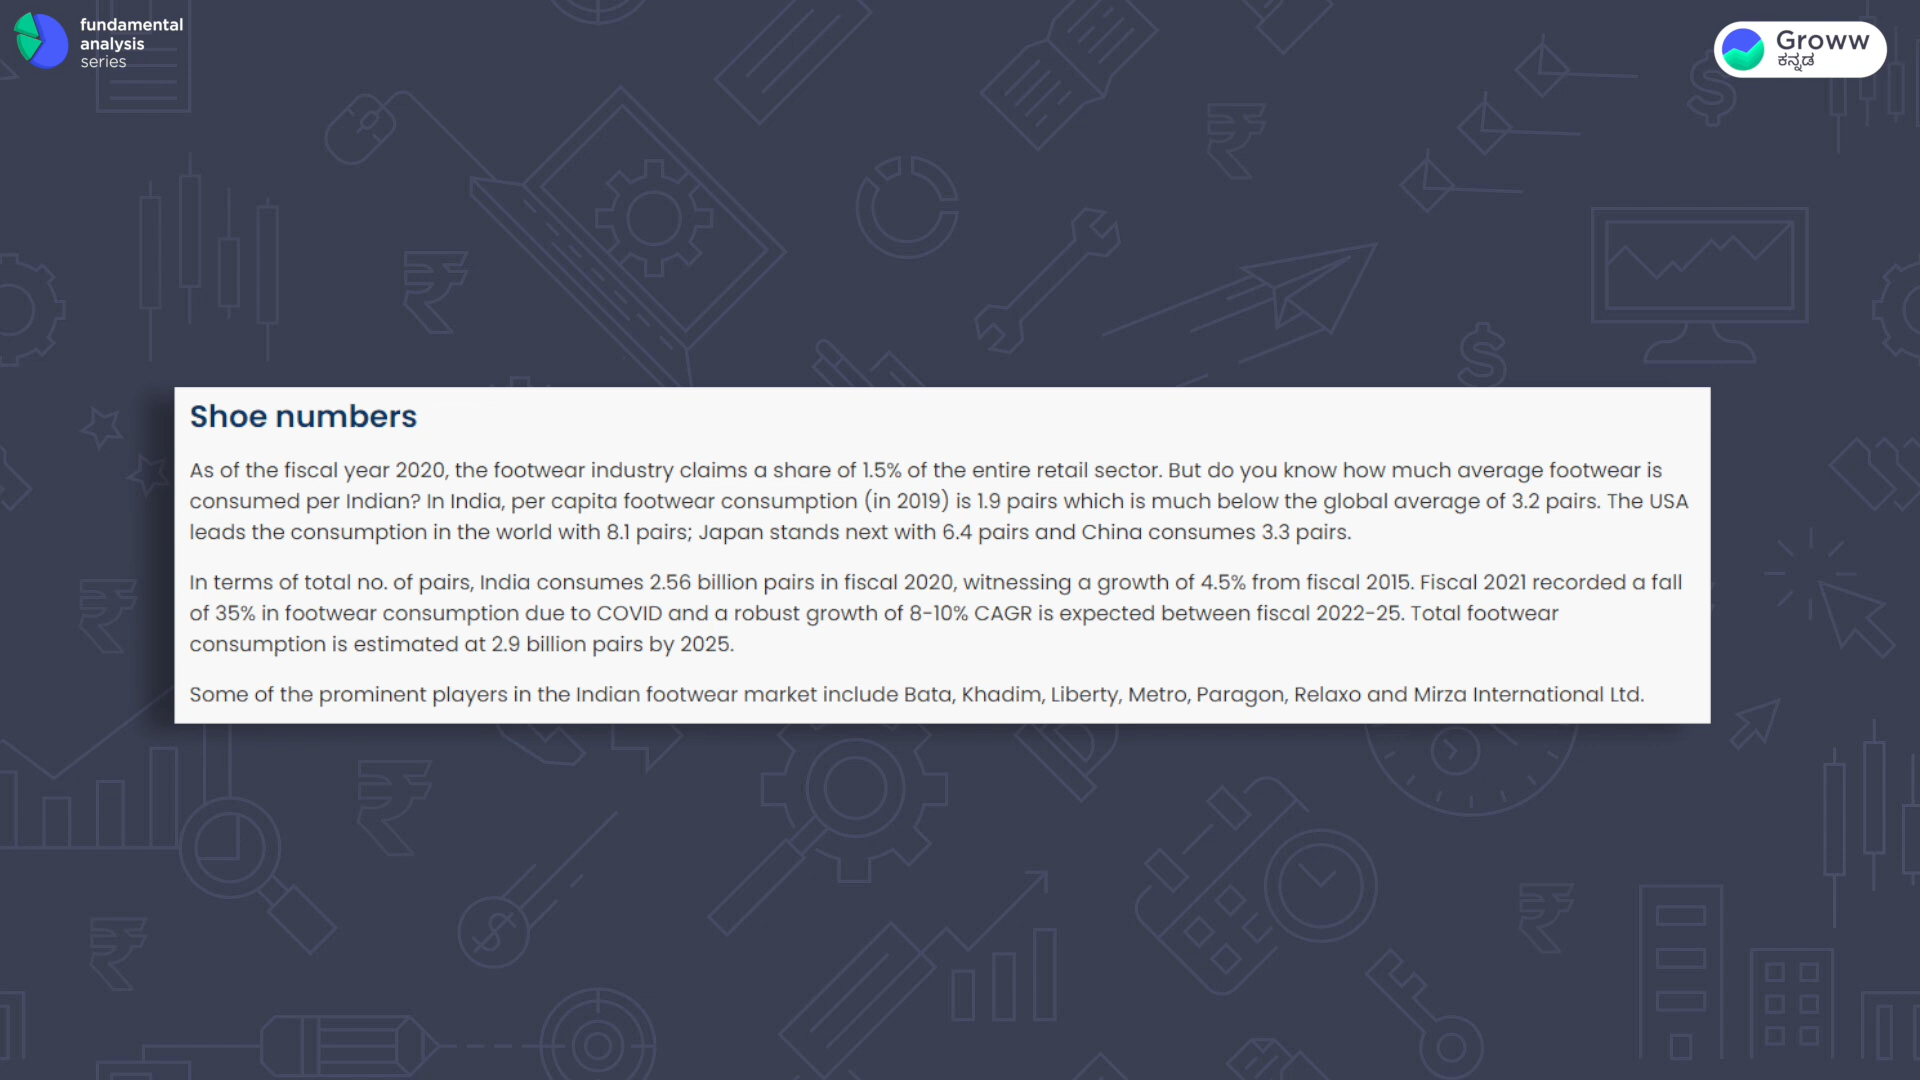 fundamental
analysis
series
Groww
ಕನ್ನಡ
Shoe numbers
As of the fiscal year 2020, the footwear industry claims a share of 1.5% of the entire retail sector. But do you know how much average footwear is
consumed per Indian? In India, per capita footwear consumption (in 2019) is 1.9 pairs which is much below the global average of 3.2 pairs. The USA
leads the consumption in the world with 8.1 pairs; Japan stands next with 6.4 pairs and China consumes 3.3 pairs.
In terms of total no. of pairs, India consumes 2.56 billion pairs in fiscal 2020, witnessing a growth of 4.5% from fiscal 2015. Fiscal 2021 recorded a fall
of 35% in footwear consumption due to COVID and a robust growth of 8-10% CAGR is expected between fiscal 2022-25. Total footwear
consumption is estimated at 2.9 billion pairs by 2025.
Some of the prominent players in the Indian footwear market include Bata, Khadim, Liberty, Metro, Paragon, Relaxo and Mirza International Ltd.